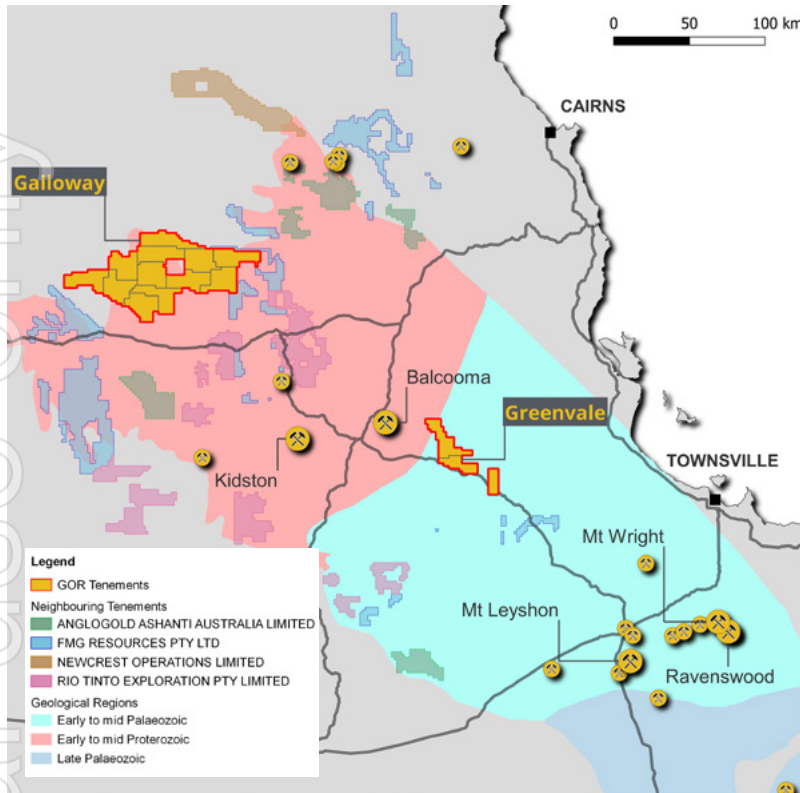 0 50 100 km
CAIRNS
Galloway
Balcooma
Greenvale
Kidston
TOWNSVILLE
Mt Wright
Mt Leyshon
Ravenswood
Legend
GOR Tenements
Neighbouring Tenements
ANGLOGOLD ASHANTI AUSTRALIA LIMITED
FMG RESOURCES PTY LTD
NEWCREST OPERATIONS LIMITED
RIO TINTO EXPLORATION PTY LIMITED
Geological Regions
Early to mid Palaeozoic
Early to mid Proterozoic
Late Palaeozoic